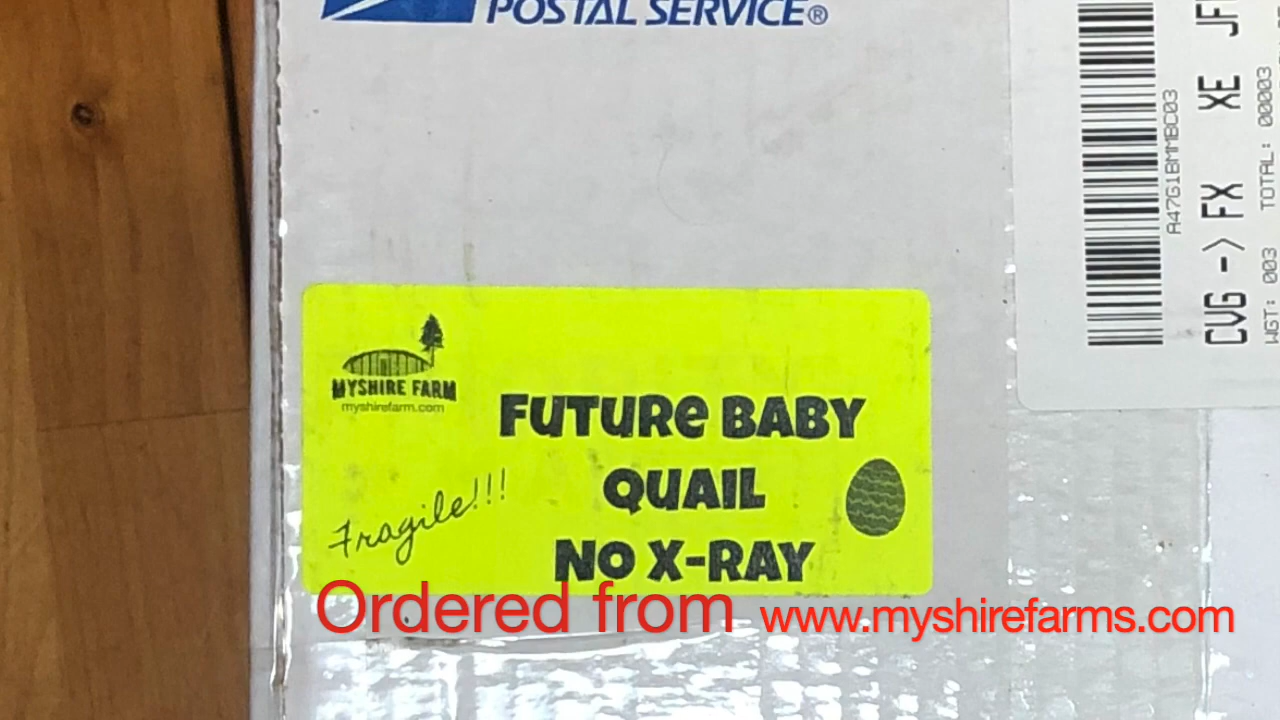 POSTAL SERVICE®
A47G1BMMBC03
CVG -> FX XE
WGT: 003 TOTAL: 00003
MYSHIRE FARM
myshirefarm.com
FUTURE BABY
QUAIL
NO X-RAY
Fragile!!!
Ordered from www.myshirefarms.com